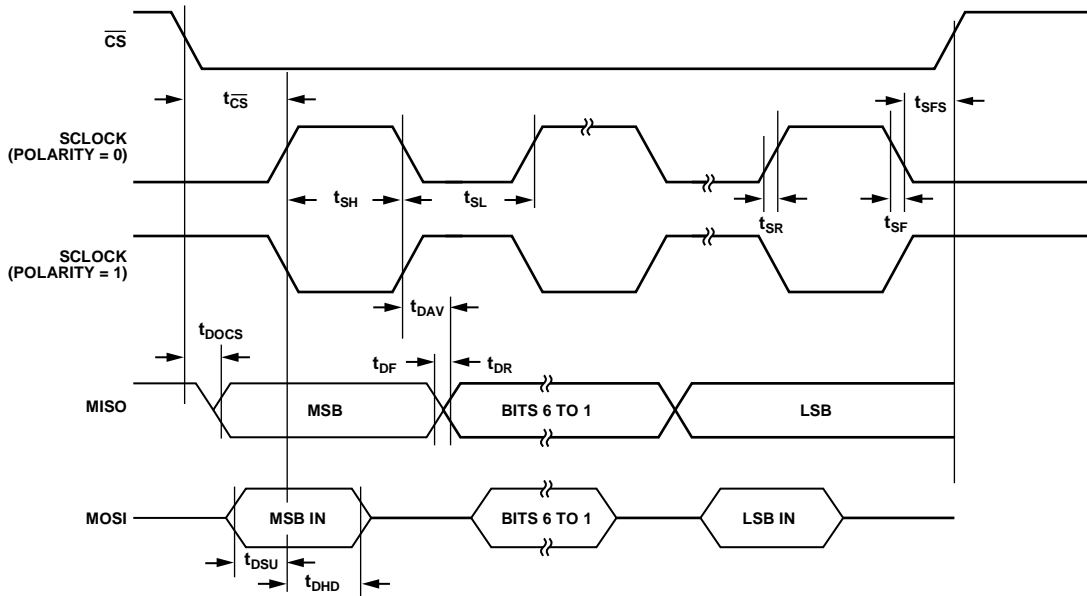 CS
tCS
tSFS
SCLOCK
(POLARITY = 0)
tSH
tSL
tSR
tSF
SCLOCK
(POLARITY = 1)
tDAV
tDOCS
tDF
tDR
MISO
MSB
BITS 6 TO 1
LSB
MOSI
MSB IN
BITS 6 TO 1
LSB IN
tDSU
tDHD